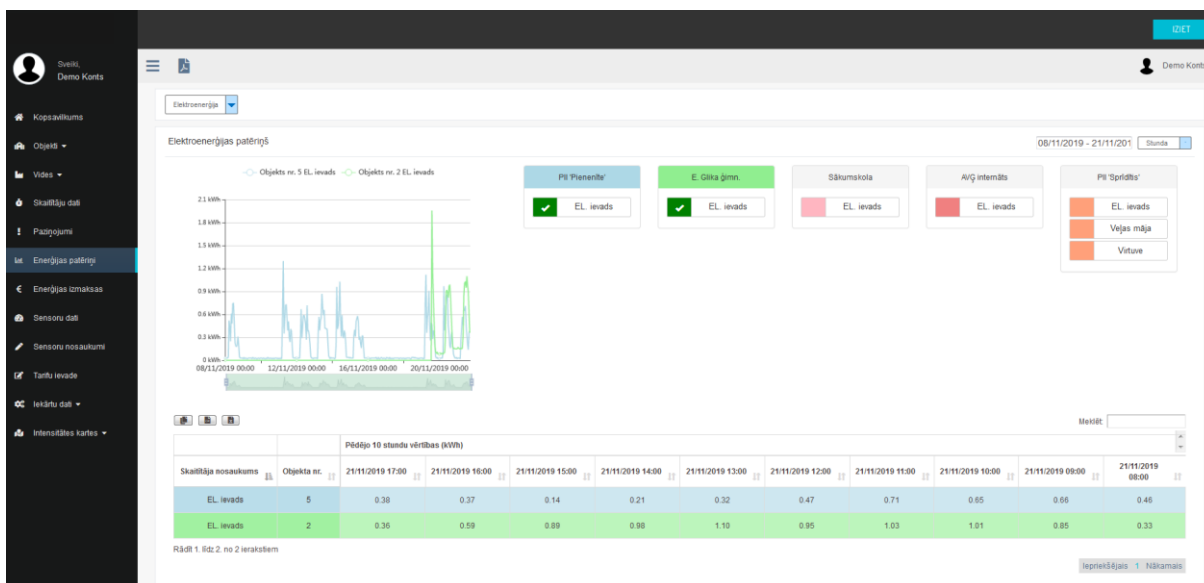 IZIET
Sveiki,
Demo Konts
Demo Konts
Kopsavilkums
Objekti
Vides
Skaitītāju dati
Paziņojumi
Enerģijas patēriņi
Enerģijas izmaksas
Sensoru dati
Sensoru nosaukumi
Tarifu ievade
Iekārtu dati
Intensitātes kartes
Elektroenerģija
Elektroenerģijas patēriņš
08/11/2019 - 21/11/201
Stunda
Objekts nr. 5 EL. ievads
Objekts nr. 2 EL. ievads
2.1 kWh
1.8 kWh
1.5 kWh
1.2 kWh
0.9 kWh
0.6 kWh
0.3 kWh
0 kWh
08/11/2019 00:00 12/11/2019 00:00 16/11/2019 00:00 20/11/2019 00:00
PII 'Pienenīte'
EL. ievads
E. Glika ģimn.
EL. ievads
Sākumskola
EL. ievads
AVĢ internāts
EL. ievads
PII 'Sprīdītis'
EL. ievads
Veļas māja
Virtuve
Meklēt:
Pēdējo 10 stundu vērtības (kWh)
Skaitītāja nosaukums Objekta nr. 21/11/2019 17:00 21/11/2019 16:00 21/11/2019 15:00 21/11/2019 14:00 21/11/2019 13:00 21/11/2019 12:00 21/11/2019 11:00 21/11/2019 10:00 21/11/2019 09:00 21/11/2019 08:00
EL. ievads 5 0.38 0.37 0.14 0.21 0.32 0.47 0.71 0.65 0.66 0.46
EL. ievads 2 0.36 0.59 0.89 0.98 1.10 0.95 1.03 1.01 0.85 0.33
Rādīt 1. līdz 2. no 2 ierakstiem
Iepriekšējais 1 Nākamais